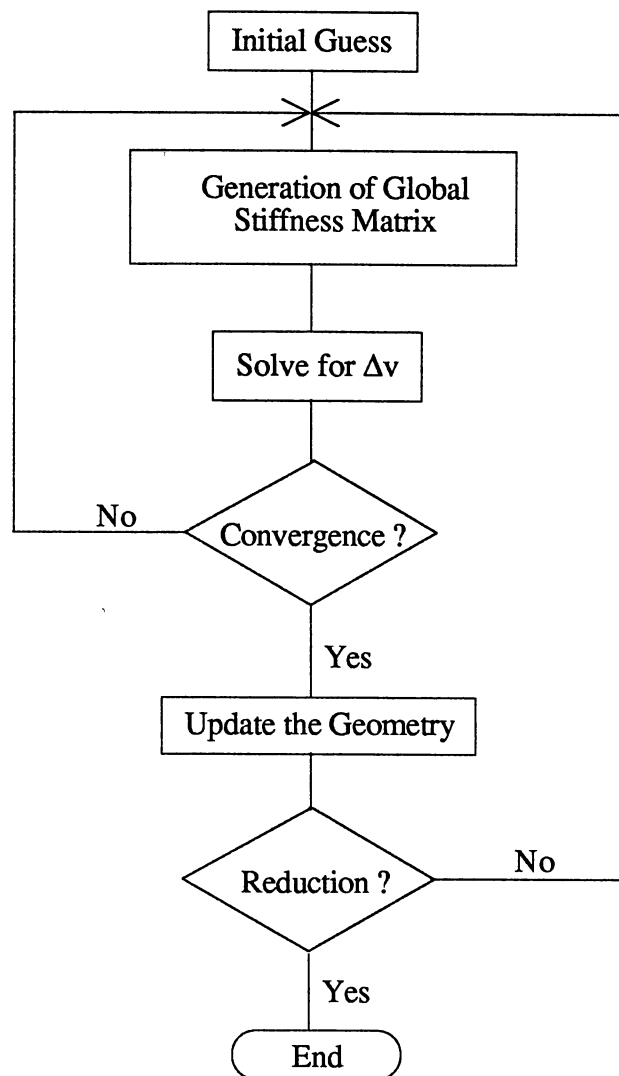 Initial Guess
Generation of Global
Stiffness Matrix
Solve for Δv
No
Convergence ?
Yes
Update the Geometry
No
Reduction ?
Yes
End